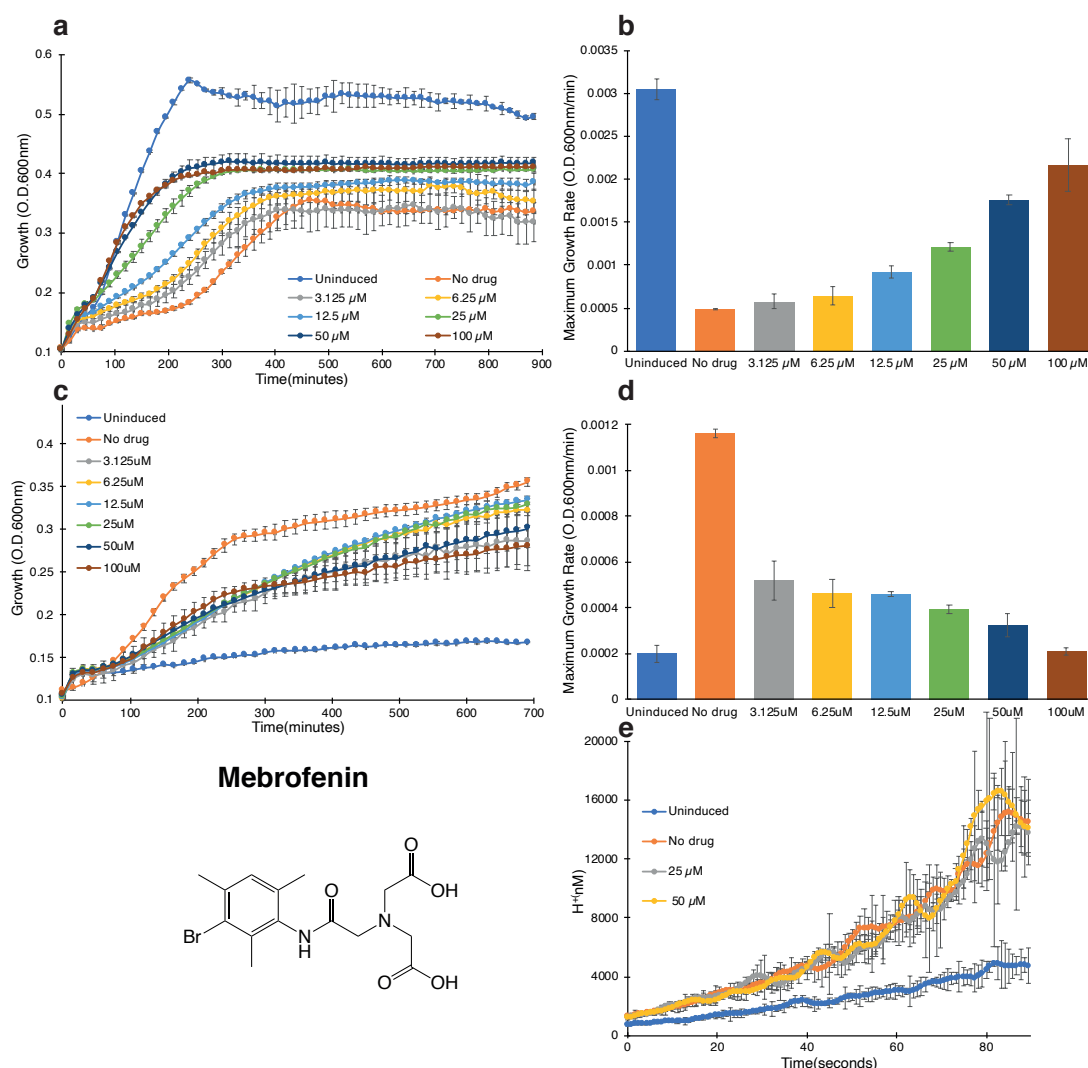 a
0.6
0.5
0.4
0.3
0.2
0.1
Growth (O.D.600nm)
0
100
200
300
400
500
600
700
800
900
Time(minutes)
Uninduced
No drug
3.125 µM
6.25 µM
12.5 µM
25 µM
50 µM
100 µM
b
0.0035
0.003
0.0025
0.002
0.0015
0.001
0.0005
0
Maximum Growth Rate (O.D.600nm/min)
Uninduced
No drug
3.125 µM
6.25 µM
12.5 µM
25 µM
50 µM
100 µM
c
0.4
0.35
0.3
0.25
0.2
0.15
0.1
Growth (O.D.600nm)
0
100
200
300
400
500
600
700
Time(minutes)
Uninduced
No drug
3.125uM
6.25uM
12.5uM
25uM
50uM
100uM
d
0.0012
0.001
0.0008
0.0006
0.0004
0.0002
0
Maximum Growth Rate (O.D.600nm/min)
Uninduced
No drug
3.125uM
6.25uM
12.5uM
25uM
50uM
100uM
Mebrofenin
O
OH
O
N
Br
N
H
O
OH
e
20000
16000
12000
8000
4000
0
H⁺(nM)
0
20
40
60
80
Time(seconds)
Uninduced
No drug
25 µM
50 µM